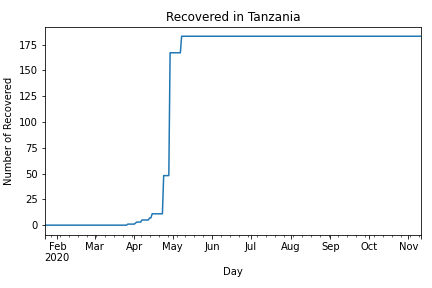 Recovered in Tanzania
Number of Recovered
175
150
125
100
75
50
25
0
Feb Mar Apr May Jun Jul Aug Sep Oct Nov
2020
Day